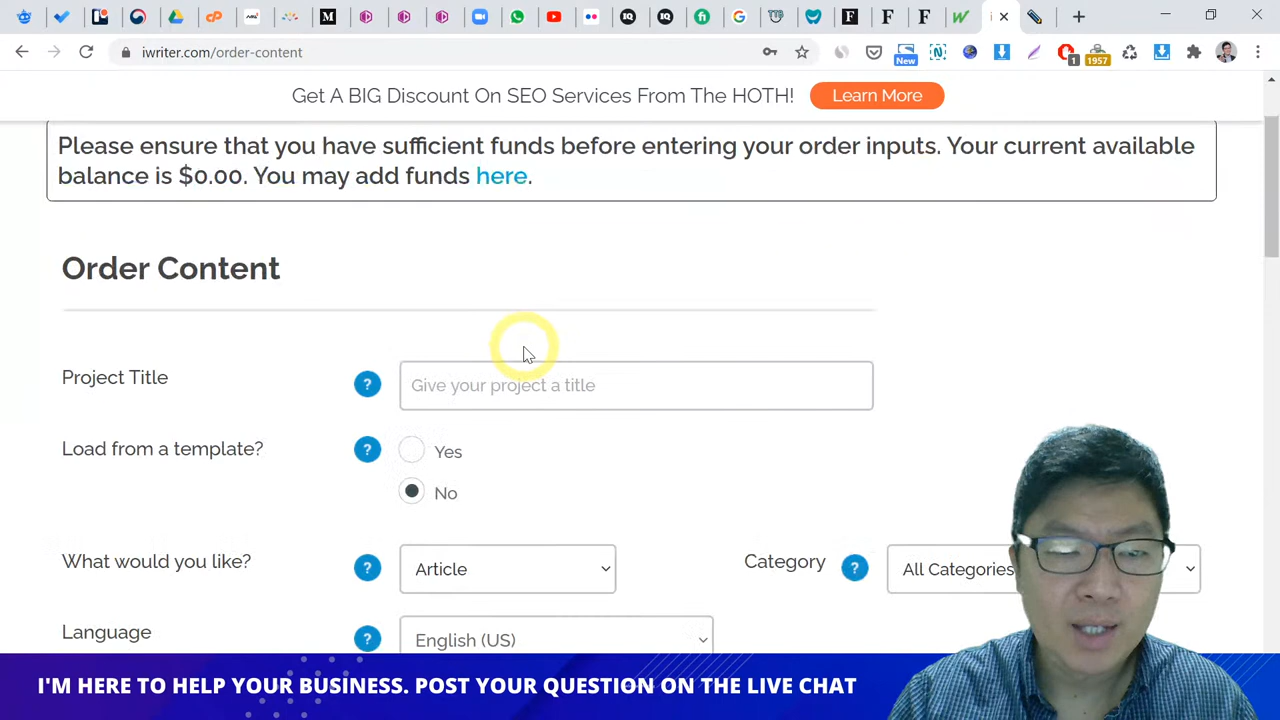 iwriter.com/order-content
New
1
1957
Get A BIG Discount On SEO Services From The HOTH!
Learn More
Please ensure that you have sufficient funds before entering your order inputs. Your current available
balance is $0.00. You may add funds here.
Order Content
Project Title
?
Give your project a title
Load from a template?
?
Yes
No
What would you like?
?
Article
Category
?
All Categories
Language
?
English (US)
I'M HERE TO HELP YOUR BUSINESS. POST YOUR QUESTION ON THE LIVE CHAT